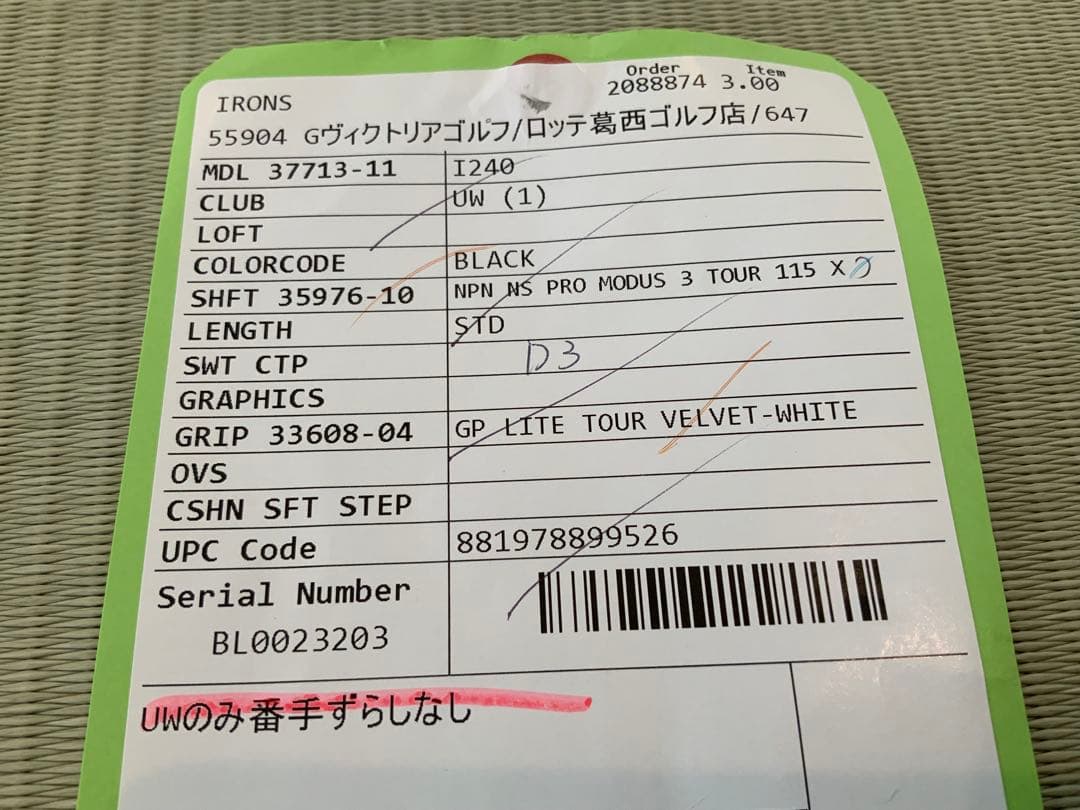 Order Item
IRONS 2088874 3.00
55904 Gヴィクトリアゴルフ/ロッテ葛西ゴルフ店/647
MDL 37713-11 I240
CLUB UW (1)
LOFT
COLORCODE BLACK
SHFT 35976-10 NPN NS PRO MODUS 3 TOUR 115 X
LENGTH STD
SWT CTP D3
GRAPHICS
GRIP 33608-04 GP LITE TOUR VELVET-WHITE
OVS
CSHN SFT STEP
UPC Code 881978899526
Serial Number
BL0023203
UWのみ番手ずらしなし